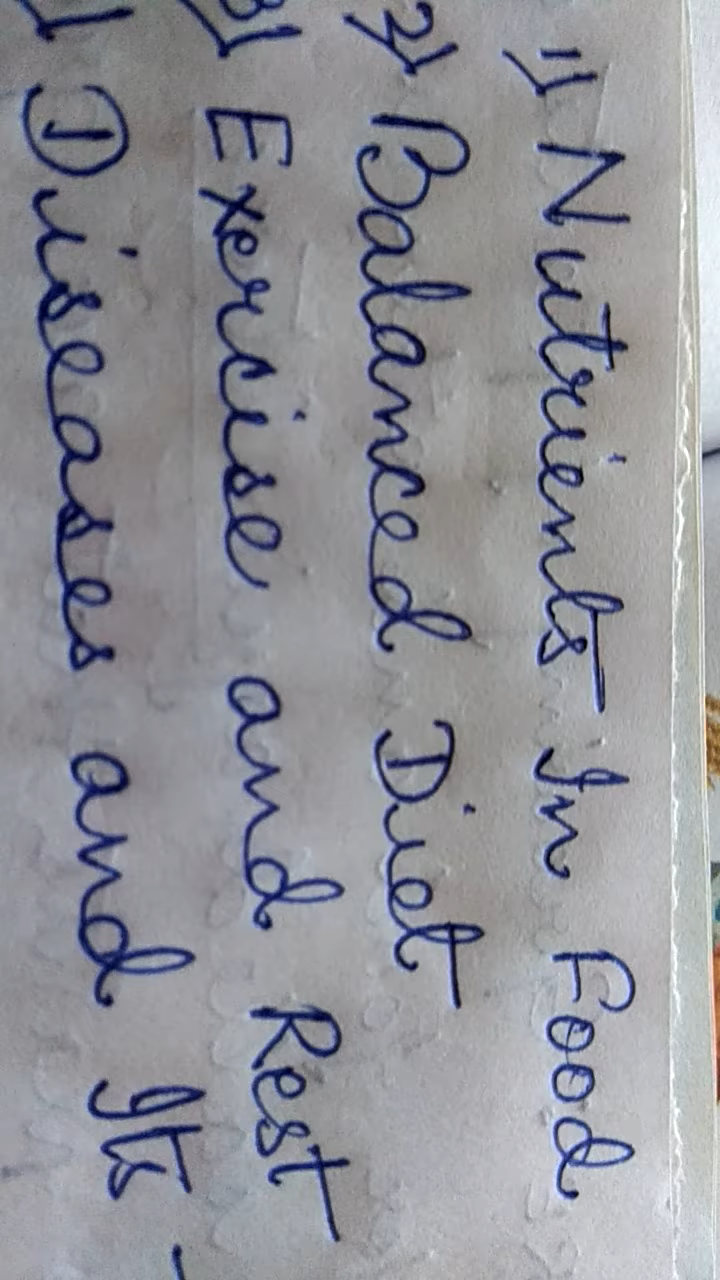 1) Nutrients In Food
2) Balanced Diet
3) Exercise and Rest
Diseases and Its